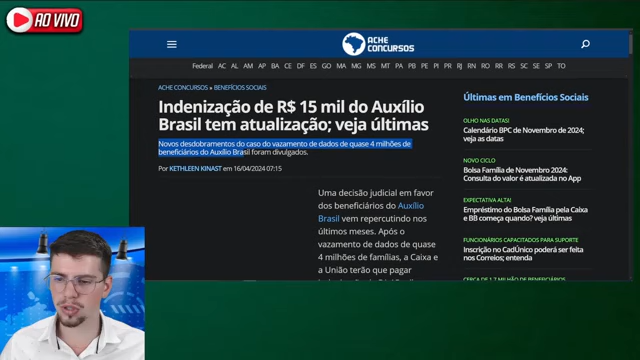 AO VIVO
ACHE
CONCURSOS
Federal AC AL AM AP BA CE DF ES GO MA MG MS MT PA PB PE PI PR RJ RN RO RR RS SC SE SP TO
ACHE CONCURSOS » BENEFÍCIOS SOCIAIS
Indenização de R$ 15 mil do Auxílio
Brasil tem atualização; veja últimas
Novos desdobramentos do caso do vazamento de dados de quase 4 milhões de
beneficiários do Auxílio Brasil foram divulgados.
Por KETHLEEN KINAST em 16/04/2024 07:15
Uma decisão judicial em favor
dos beneficiários do Auxílio
Brasil vem repercutindo nos
últimos meses. Após o
vazamento de dados de quase
4 milhões de famílias, a Caixa e
a União terão que pagar
Últimas em Benefícios Sociais
OLHO NAS DATAS!
Calendário BPC de Novembro de 2024;
veja as datas
NOVO CICLO
Bolsa Família de Novembro 2024:
Consulta do valor é atualizada no App
EXPECTATIVA ALTA!
Empréstimo do Bolsa Família pela Caixa
e BB começa quando? veja últimas
FUNCIONÁRIOS CAPACITADOS PARA SUPORTE
Inscrição no CadÚnico poderá ser feita
nos Correios; entenda
CERCA DE 1,7 MILHÃO DE BENEFICIÁRIOS